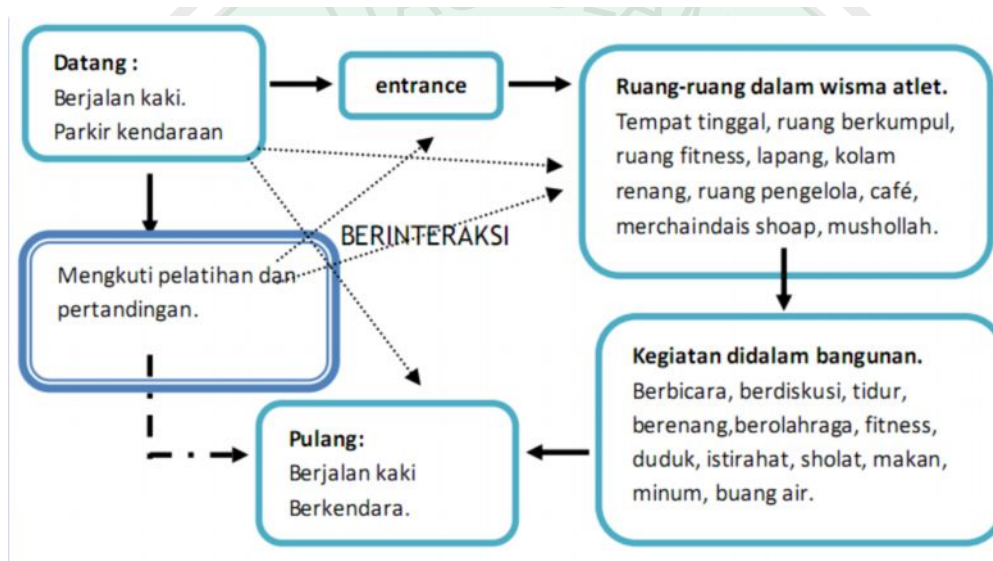 Datang :
Berjalan kaki.
Parkir kendaraan
entrance
Ruang-ruang dalam wisma atlet.
Tempat tinggal, ruang berkumpul,
ruang fitness, lapang, kolam
renang, ruang pengelola, café,
merchaindais shoap, mushollah.
BERINTERAKSI
Mengkuti pelatihan dan
pertandingan.
Kegiatan didalam bangunan.
Berbicara, berdiskusi, tidur,
berenang,berolahraga, fitness,
duduk, istirahat, sholat, makan,
minum, buang air.
Pulang:
Berjalan kaki
Berkendara.